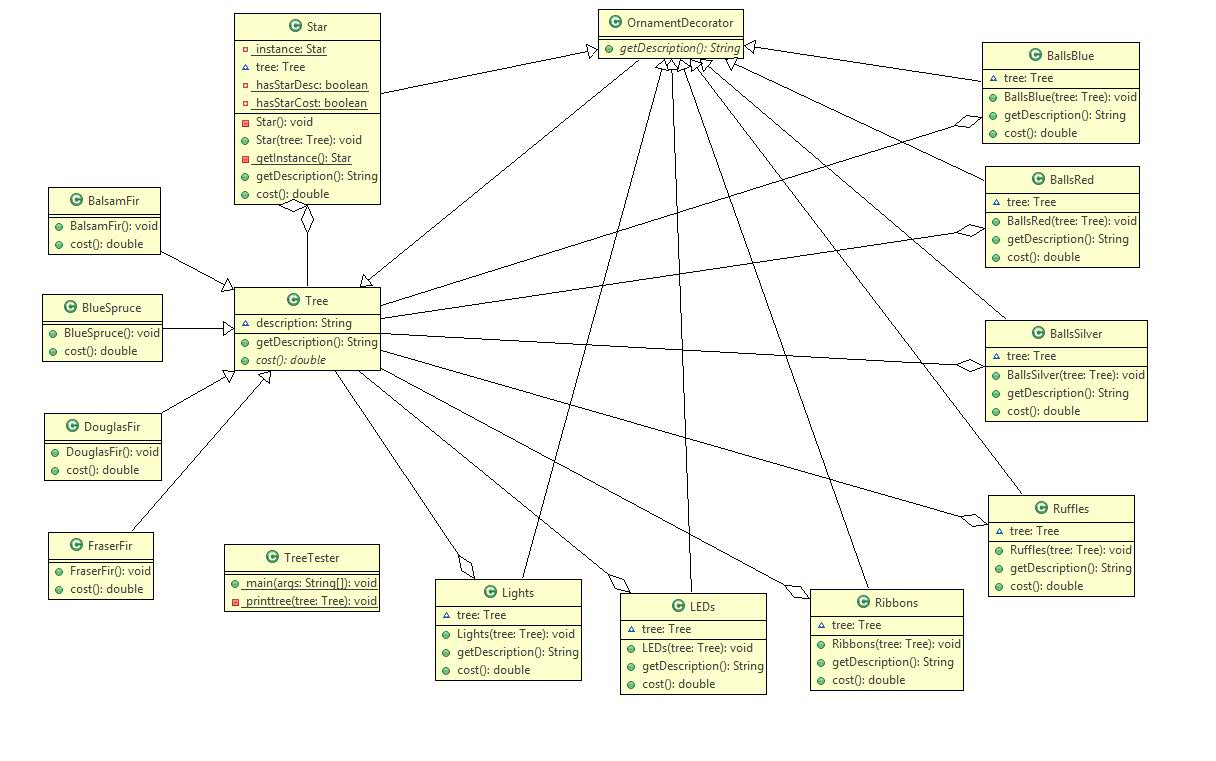 Star
instance: Star
tree: Tree
hasStarDesc: boolean
hasStarCost: boolean
Star(): void
Star(tree: Tree): void
getInstance(): Star
getDescription(): String
cost(): double
OrnamentDecorator
getDescription(): String
BallsBlue
tree: Tree
BallsBlue(tree: Tree): void
getDescription(): String
cost(): double
BallsRed
tree: Tree
BallsRed(tree: Tree): void
getDescription(): String
cost(): double
BalsamFir
BalsamFir(): void
cost(): double
BlueSpruce
BlueSpruce(): void
cost(): double
Tree
description: String
getDescription(): String
cost(): double
BallsSilver
tree: Tree
BallsSilver(tree: Tree): void
getDescription(): String
cost(): double
DouglasFir
DouglasFir(): void
cost(): double
Ruffles
tree: Tree
Ruffles(tree: Tree): void
getDescription(): String
cost(): double
FraserFir
FraserFir(): void
cost(): double
TreeTester
main(args: String[]): void
printtree(tree: Tree): void
Lights
tree: Tree
Lights(tree: Tree): void
getDescription(): String
cost(): double
LEDs
tree: Tree
LEDs(tree: Tree): void
getDescription(): String
cost(): double
Ribbons
tree: Tree
Ribbons(tree: Tree): void
getDescription(): String
cost(): double